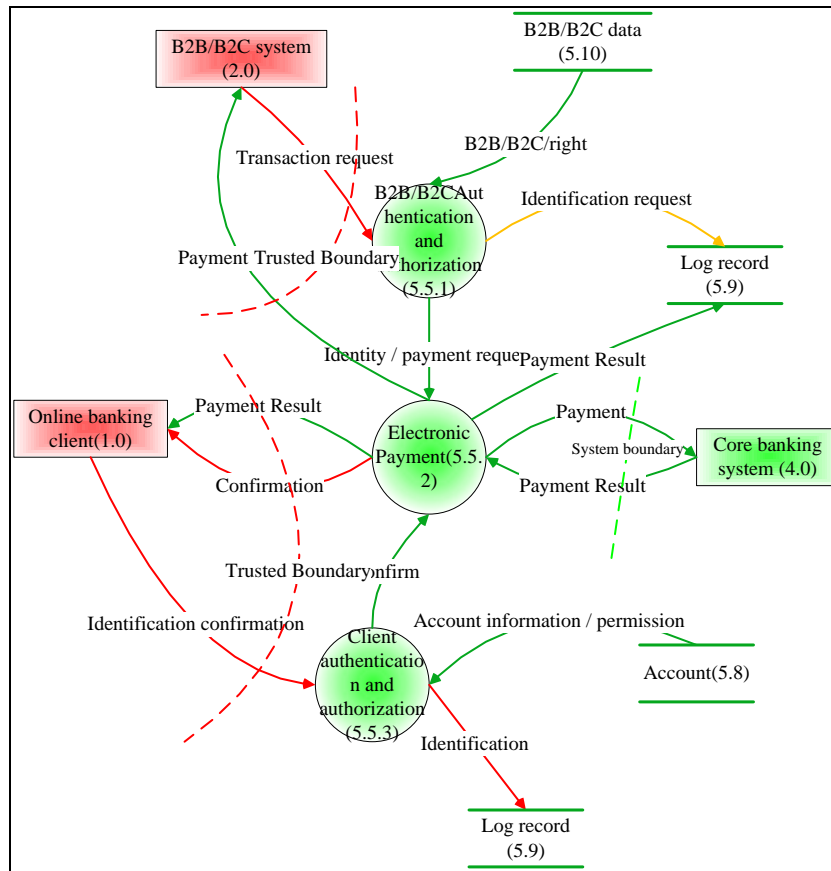 B2B/B2C system
(2.0)
B2B/B2C data
(5.10)
B2B/B2C/right
Transaction request
B2B/B2CAut
hentication
and
horization
(5.5.1)
Identification request
Payment
Trusted Boundary
Log record
(5.9)
Identity / payment reque
Payment Result
Payment Result
Payment
Online banking
client(1.0)
Electronic
Payment(5.5.
2)
System boundary
Core banking
system (4.0)
Confirmation
Payment Result
Trusted Boundary
onfirm
Identification confirmation
Account information / permission
Client
authenticatio
n and
authorization
(5.5.3)
Account(5.8)
Identification
Log record
(5.9)